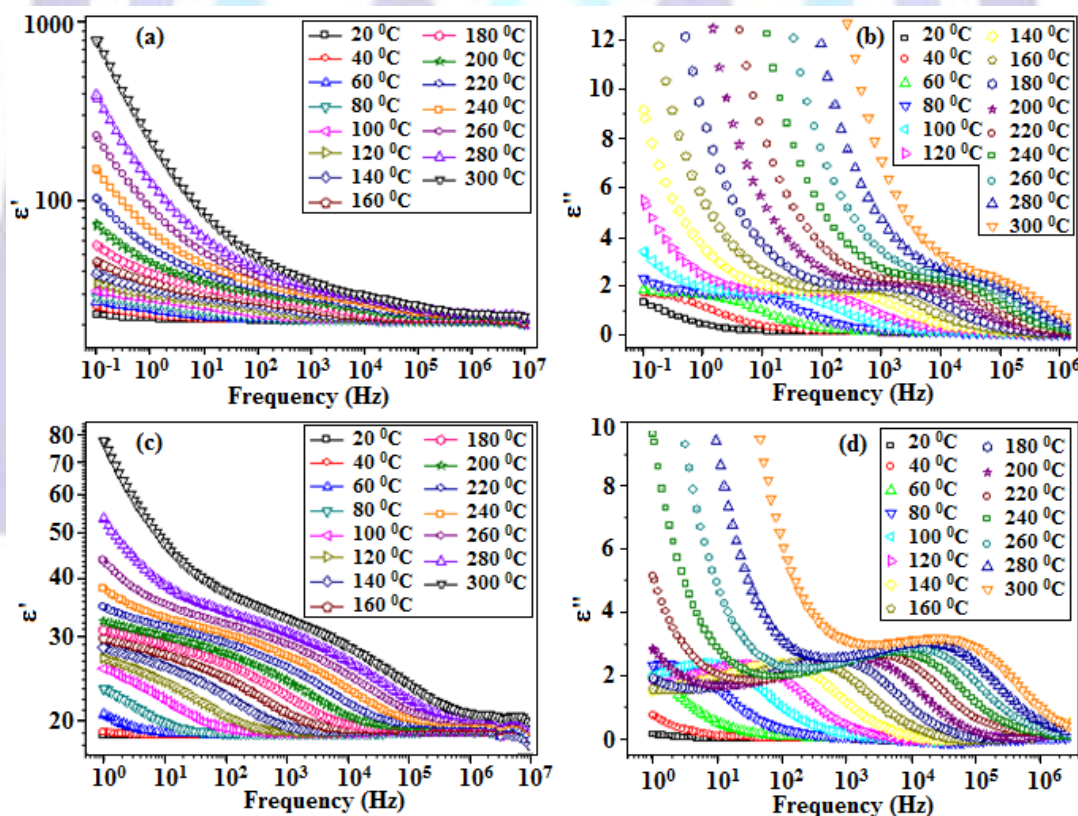 (a)
1000
100
ε'
20 ⁰C
40 ⁰C
60 ⁰C
80 ⁰C
100 ⁰C
120 ⁰C
140 ⁰C
160 ⁰C
180 ⁰C
200 ⁰C
220 ⁰C
240 ⁰C
260 ⁰C
280 ⁰C
300 ⁰C
10⁻¹ 10⁰ 10¹ 10² 10³ 10⁴ 10⁵ 10⁶ 10⁷
Frequency (Hz)
(b)
12
10
8
6
4
2
0
ε''
20 ⁰C
40 ⁰C
60 ⁰C
80 ⁰C
100 ⁰C
120 ⁰C
140 ⁰C
160 ⁰C
180 ⁰C
200 ⁰C
220 ⁰C
240 ⁰C
260 ⁰C
280 ⁰C
300 ⁰C
10⁻¹ 10⁰ 10¹ 10² 10³ 10⁴ 10⁵ 10⁶
Frequency (Hz)
(c)
80
70
60
50
40
30
20
ε'
20 ⁰C
40 ⁰C
60 ⁰C
80 ⁰C
100 ⁰C
120 ⁰C
140 ⁰C
160 ⁰C
180 ⁰C
200 ⁰C
220 ⁰C
240 ⁰C
260 ⁰C
280 ⁰C
300 ⁰C
10⁰ 10¹ 10² 10³ 10⁴ 10⁵ 10⁶ 10⁷
Frequency (Hz)
(d)
10
8
6
4
2
0
ε''
20 ⁰C
40 ⁰C
60 ⁰C
80 ⁰C
100 ⁰C
120 ⁰C
140 ⁰C
160 ⁰C
180 ⁰C
200 ⁰C
220 ⁰C
240 ⁰C
260 ⁰C
280 ⁰C
300 ⁰C
10⁰ 10¹ 10² 10³ 10⁴ 10⁵ 10⁶
Frequency (Hz)